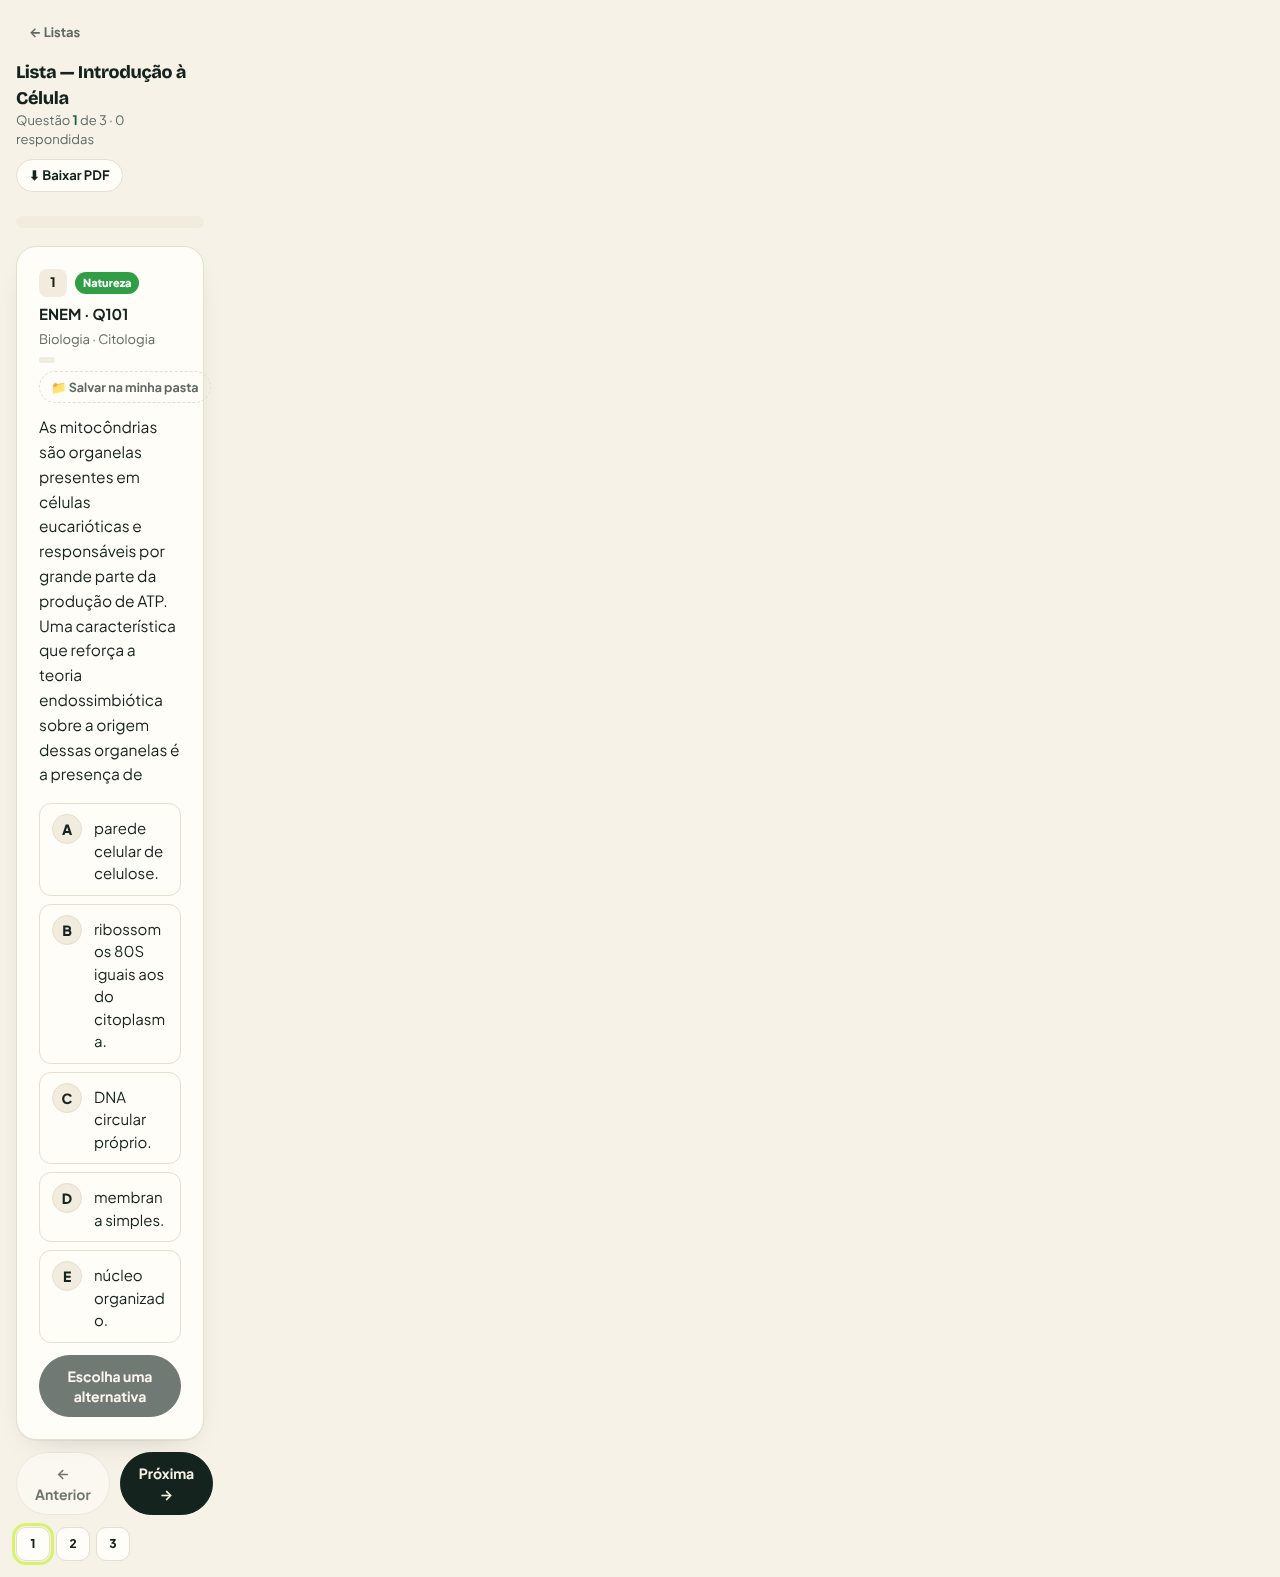 ← Listas
Lista — Introdução à
Célula
Questão 1 de 3 · 0
respondidas
⬇ Baixar PDF
1 Natureza
ENEM · Q101
Biologia · Citologia
📁 Salvar na minha pasta
As mitocôndrias
são organelas
presentes em
células
eucarióticas e
responsáveis por
grande parte da
produção de ATP.
Uma característica
que reforça a
teoria
endossimbiótica
sobre a origem
dessas organelas é
a presença de
A parede
celular de
celulose.
B ribossom
os 80S
iguais aos
do
citoplasm
a.
C DNA
circular
próprio.
D membran
a simples.
E núcleo
organizad
o.
Escolha uma
alternativa
←
Anterior
Próxima
→
1 2 3